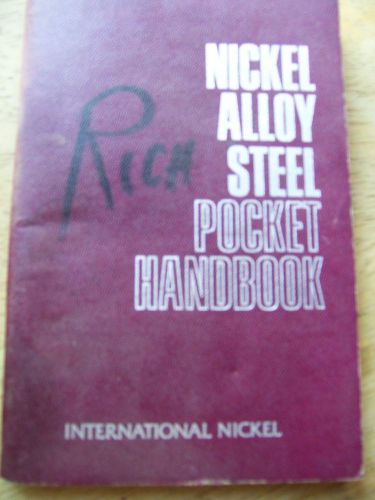 NICKEL
ALLOY
RICH
STEEL
POCKET
HANDBOOK
INTERNATIONAL NICKEL